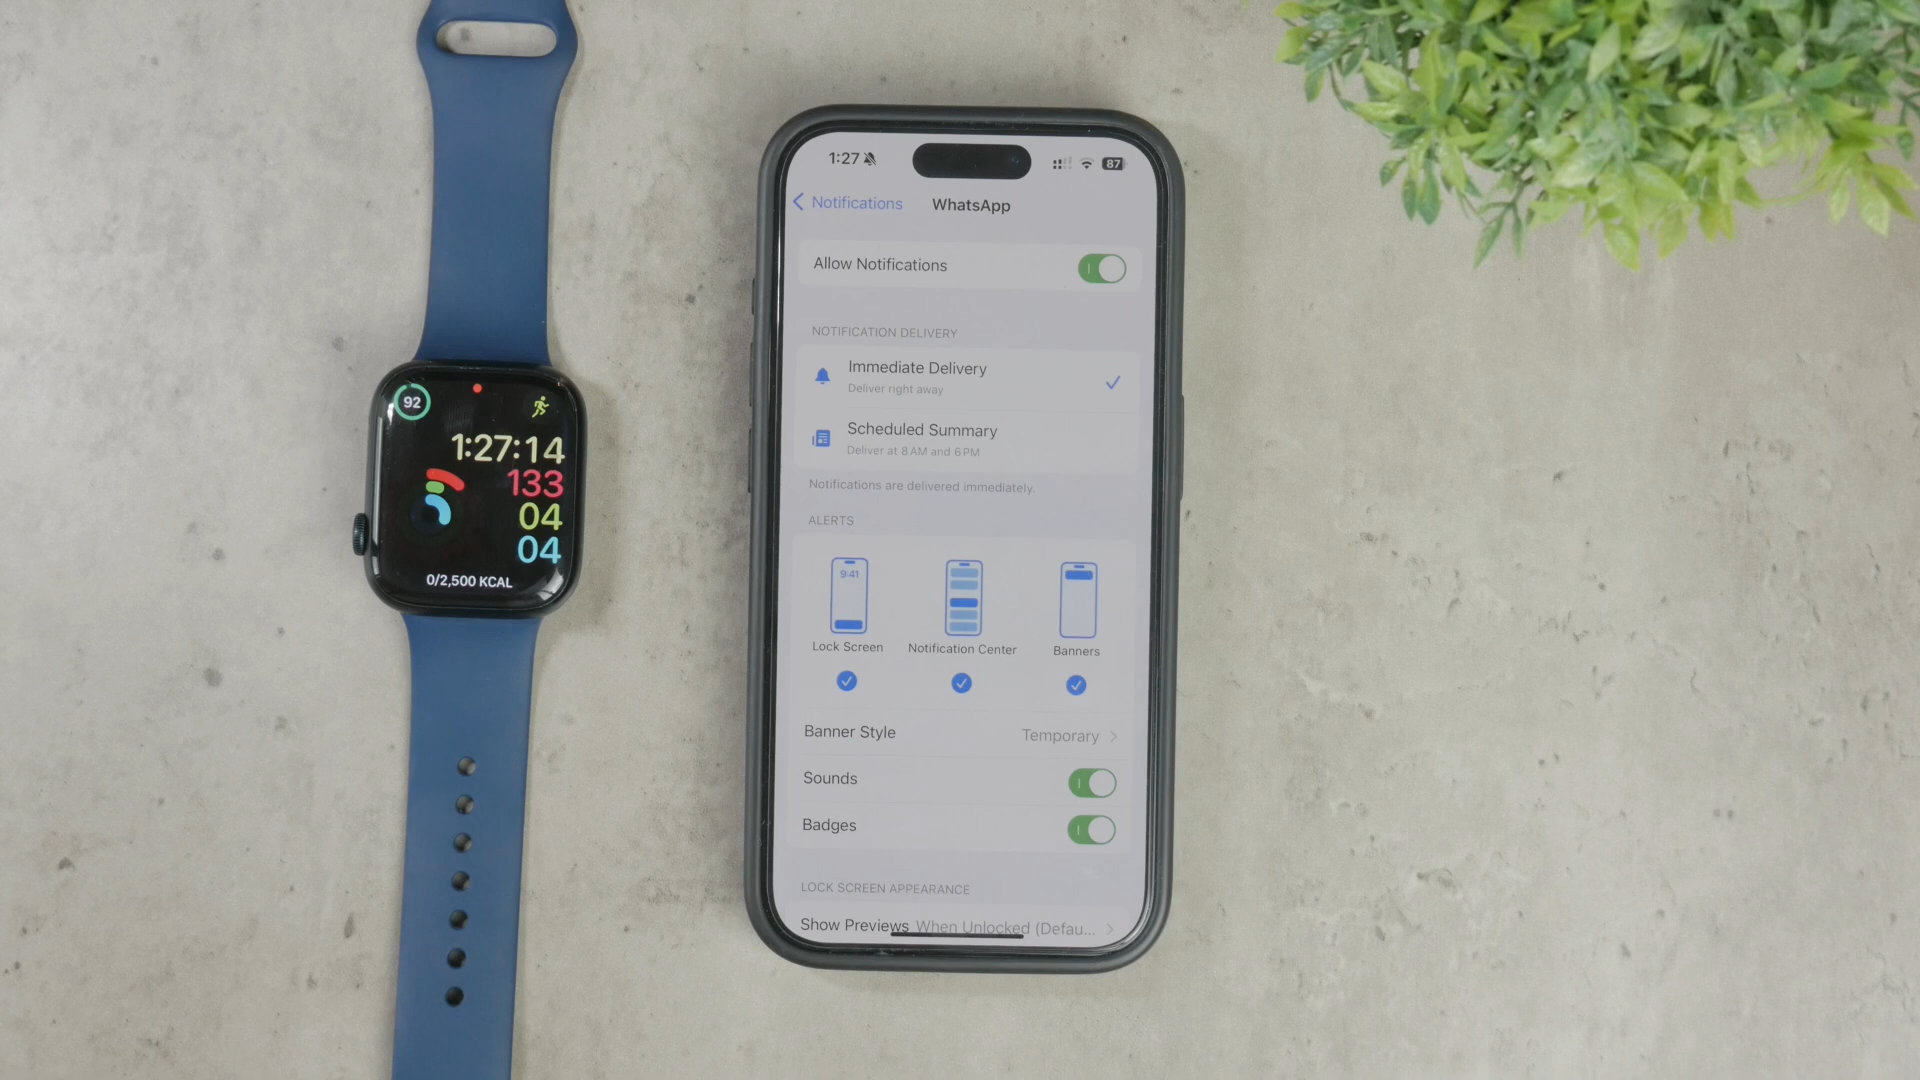 92
1:27:14
133
04
04
0/2,500 KCAL
1:27
87
Notifications
WhatsApp
Allow Notifications
NOTIFICATION DELIVERY
Immediate Delivery
Deliver right away
Scheduled Summary
Deliver at 8 AM and 6 PM
Notifications are delivered immediately.
ALERTS
9:41
Lock Screen
Notification Center
Banners
Banner Style
Temporary
Sounds
Badges
LOCK SCREEN APPEARANCE
Show Previews
When Unlocked (Defau...